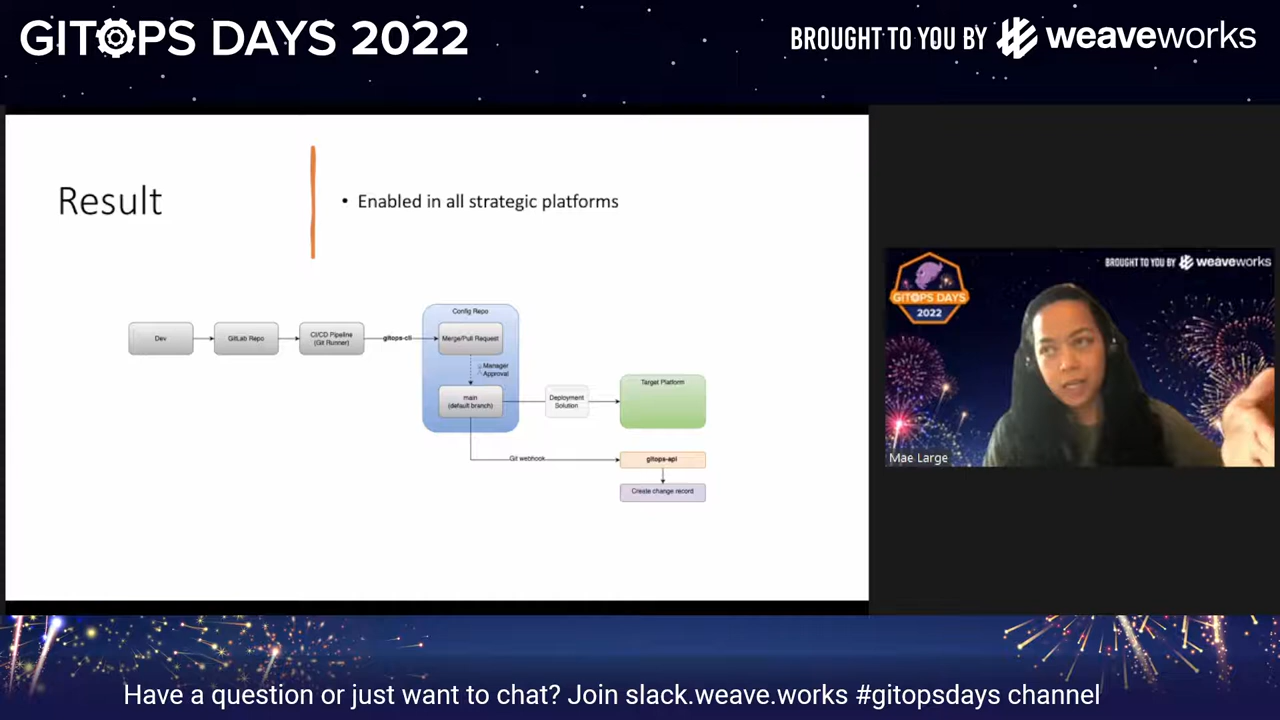 GITOPS DAYS 2022
BROUGHT TO YOU BY weaveworks
Result
• Enabled in all strategic platforms
Config Repo
Dev
GitLab Repo
CI/CD Pipeline
(Git Runner)
gitops-cli
Merge/Pull Request
Manager
Approval
main
(default branch)
Deployment
Solution
Target Platform
Git webhook
gitops-api
Create change record
BROUGHT TO YOU BY weaveworks
GITOPS DAYS
2022
Mae Large
Have a question or just want to chat? Join slack.weave.works #gitopsdays channel